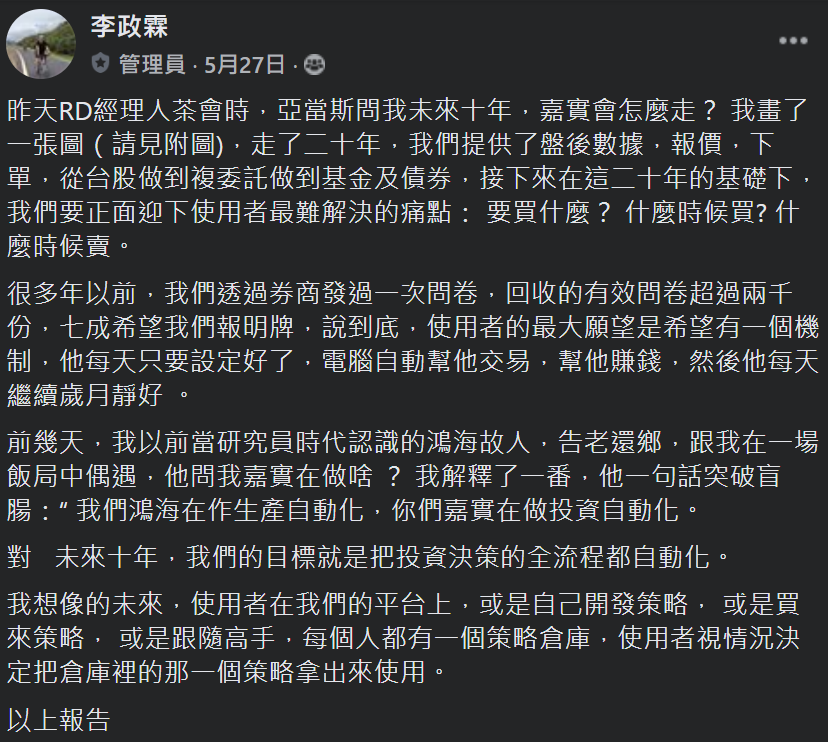 李政霖
管理員 · 5月27日 ·
昨天RD經理人茶會時，亞當斯問我未來十年，嘉實會怎麼走？ 我畫了
一張圖（請見附圖)，走了二十年，我們提供了盤後數據，報價，下
單，從台股做到複委託做到基金及債券，接下來在這二十年的基礎下，
我們要正面迎下使用者最難解決的痛點： 要買什麼？ 什麼時候買? 什
麼時候賣。
很多年以前，我們透過券商發過一次問卷，回收的有效問卷超過兩千
份，七成希望我們報明牌，說到底，使用者的最大願望是希望有一個機
制，他每天只要設定好了，電腦自動幫他交易，幫他賺錢，然後他每天
繼續歲月靜好 。
前幾天，我以前當研究員時代認識的鴻海故人，告老還鄉，跟我在一場
飯局中偶遇，他問我嘉實在做啥 ？ 我解釋了一番，他一句話突破盲
腸：“ 我們鴻海在作生產自動化，你們嘉實在做投資自動化。
對　未來十年，我們的目標就是把投資決策的全流程都自動化。
我想像的未來，使用者在我們的平台上，或是自己開發策略， 或是買
來策略， 或是跟隨高手，每個人都有一個策略倉庫，使用者視情況決
定把倉庫裡的那一個策略拿出來使用。
以上報告